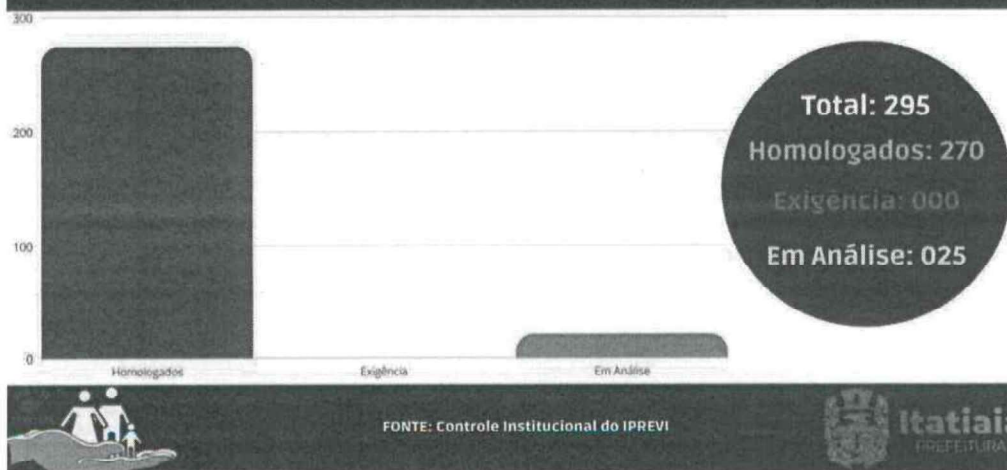 300
200
100
0
Homologados
Exigência
Em Análise
Total: 295
Homologados: 270
Exigência: 000
Em Análise: 025
FONTE: Controle Institucional do IPREVI
Itatiaia
PREFEITURA